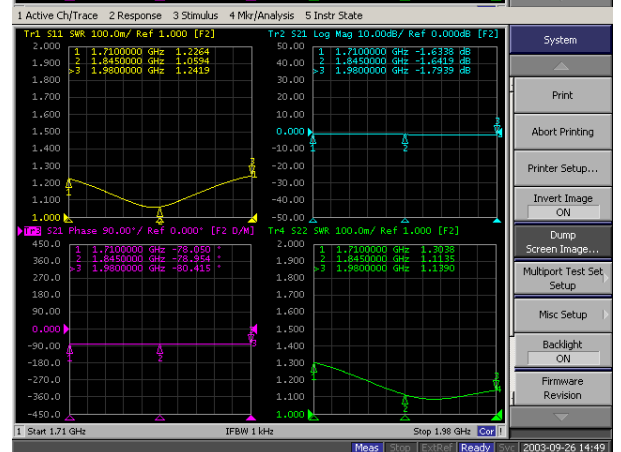 1 Active Ch/Trace 2 Response 3 Stimulus 4 Mkr/Analysis 5 Instr State
Tr1 S11 SWR 100.0m/ Ref 1.000 [F2]
2.000
1.900
1.800
1.700
1.600
1.500
1.400
1.300
1.200
1.100
1.000
1 1.7100000 GHz 1.2264
2 1.8450000 GHz 1.0594
>3 1.9800000 GHz 1.2419
1
2
3
Tr2 S21 Log Mag 10.00dB/ Ref 0.000dB [F2]
50.00
40.00
30.00
20.00
10.00
0.000
-10.00
-20.00
-30.00
-40.00
-50.00
1 1.7100000 GHz -1.6338 dB
2 1.8450000 GHz -1.6419 dB
>3 1.9800000 GHz -1.7939 dB
1
2
3
Tr3 S21 Phase 90.00°/ Ref 0.000° [F2 D/M]
450.0
360.0
270.0
180.0
90.00
0.000
-90.00
-180.0
-270.0
-360.0
-450.0
1 1.7100000 GHz -78.050 °
2 1.8450000 GHz -78.954 °
>3 1.9800000 GHz -80.415 °
1
2
3
Tr4 S22 SWR 100.0m/ Ref 1.000 [F2]
2.000
1.900
1.800
1.700
1.600
1.500
1.400
1.300
1.200
1.100
1.000
1 1.7100000 GHz 1.3038
2 1.8450000 GHz 1.1135
>3 1.9800000 GHz 1.1390
1
2
3
1 Start 1.71 GHz IFBW 1 kHz Stop 1.98 GHz Cor !
Meas Stop ExtRef Ready Svc 2003-09-26 14:49
System
Print
Abort Printing
Printer Setup...
Invert Image
ON
Dump
Screen Image...
Multiport Test Set
Setup
Misc Setup
Backlight
ON
Firmware
Revision